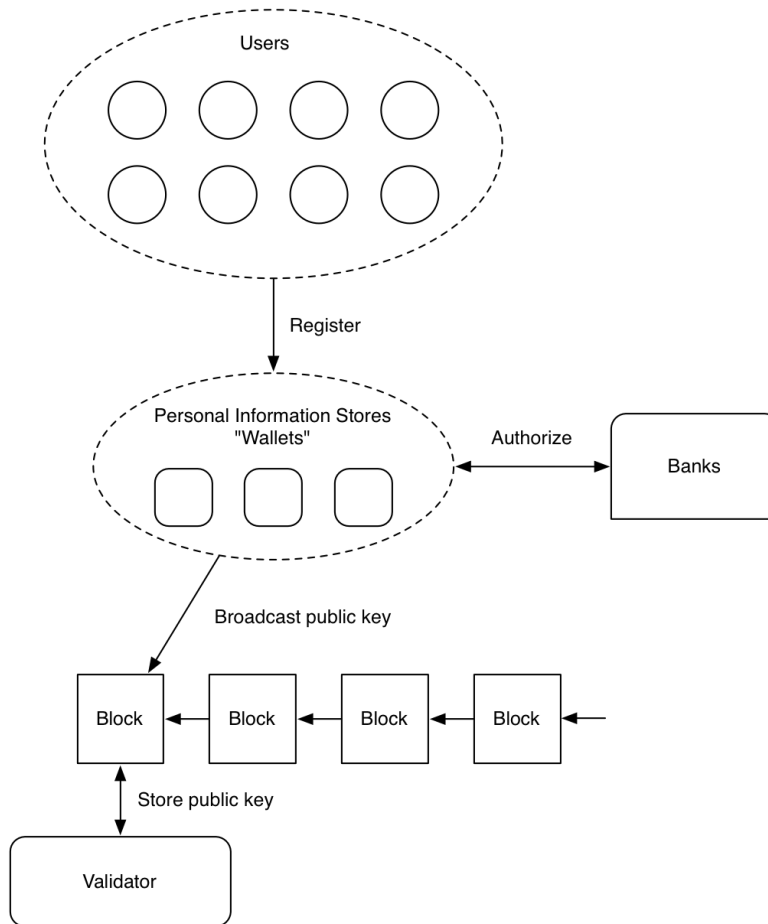 Users
Register
Personal Information Stores
"Wallets"
Authorize
Banks
Broadcast public key
Block
Block
Block
Block
Store public key
Validator